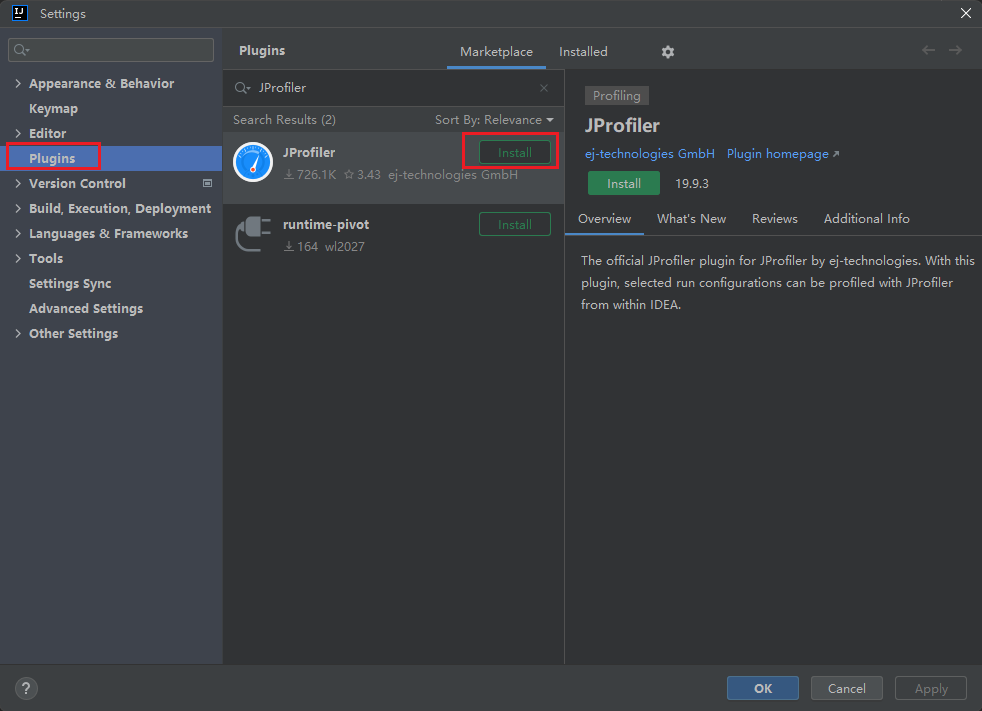 IJ
Settings
Appearance & Behavior
Keymap
Editor
Plugins
Version Control
Build, Execution, Deployment
Languages & Frameworks
Tools
Settings Sync
Advanced Settings
Other Settings
Plugins
Marketplace
Installed
JProfiler
Search Results (2)
Sort By: Relevance
JProfiler
Install
726.1K 3.43 ej-technologies GmbH
runtime-pivot
Install
164 wl2027
Profiling
JProfiler
ej-technologies GmbH Plugin homepage
Install 19.9.3
Overview What's New Reviews Additional Info
The official JProfiler plugin for JProfiler by ej-technologies. With this
plugin, selected run configurations can be profiled with JProfiler
from within IDEA.
?
OK
Cancel
Apply